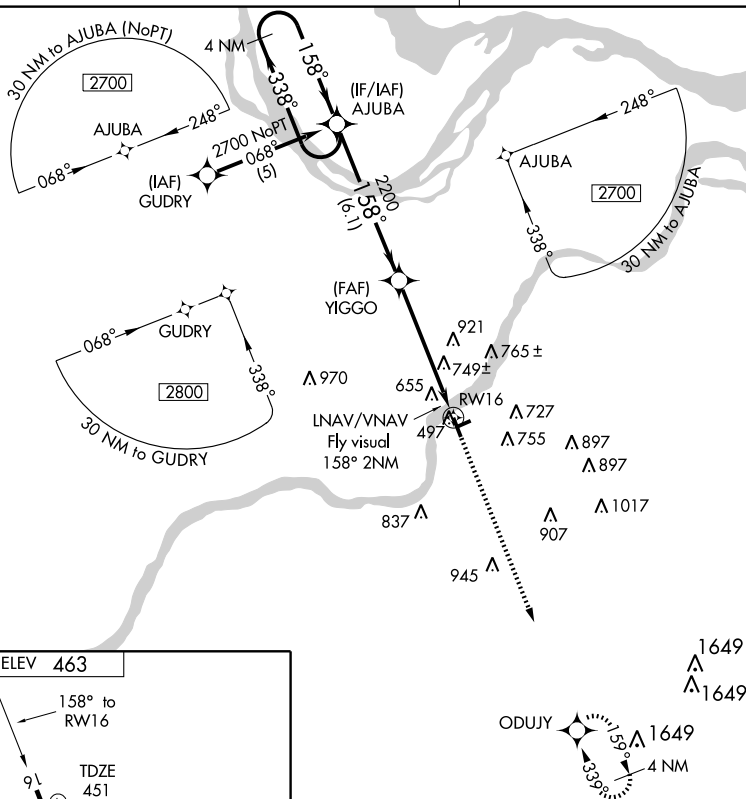 30 NM to AJUBA (NoPT)
2700
AJUBA
068°
248°
4 NM
158°
338°
(IF/IAF)
AJUBA
2700 NoPT
068°
(5)
(IAF)
GUDRY
2200
158°
(6.1)
248°
AJUBA
2700
338°
30 NM to AJUBA
(FAF)
YIGGO
068°
GUDRY
338°
2800
30 NM to GUDRY
921
765±
749±
970
655
RW16
727
LNAV/VNAV
Fly visual
158° 2NM
497
755
897
897
837
907
1017
945
1649
1649
1649
ODUJY
159°
339°
4 NM
ELEV 463
158° to
RW16
16
TDZE
451